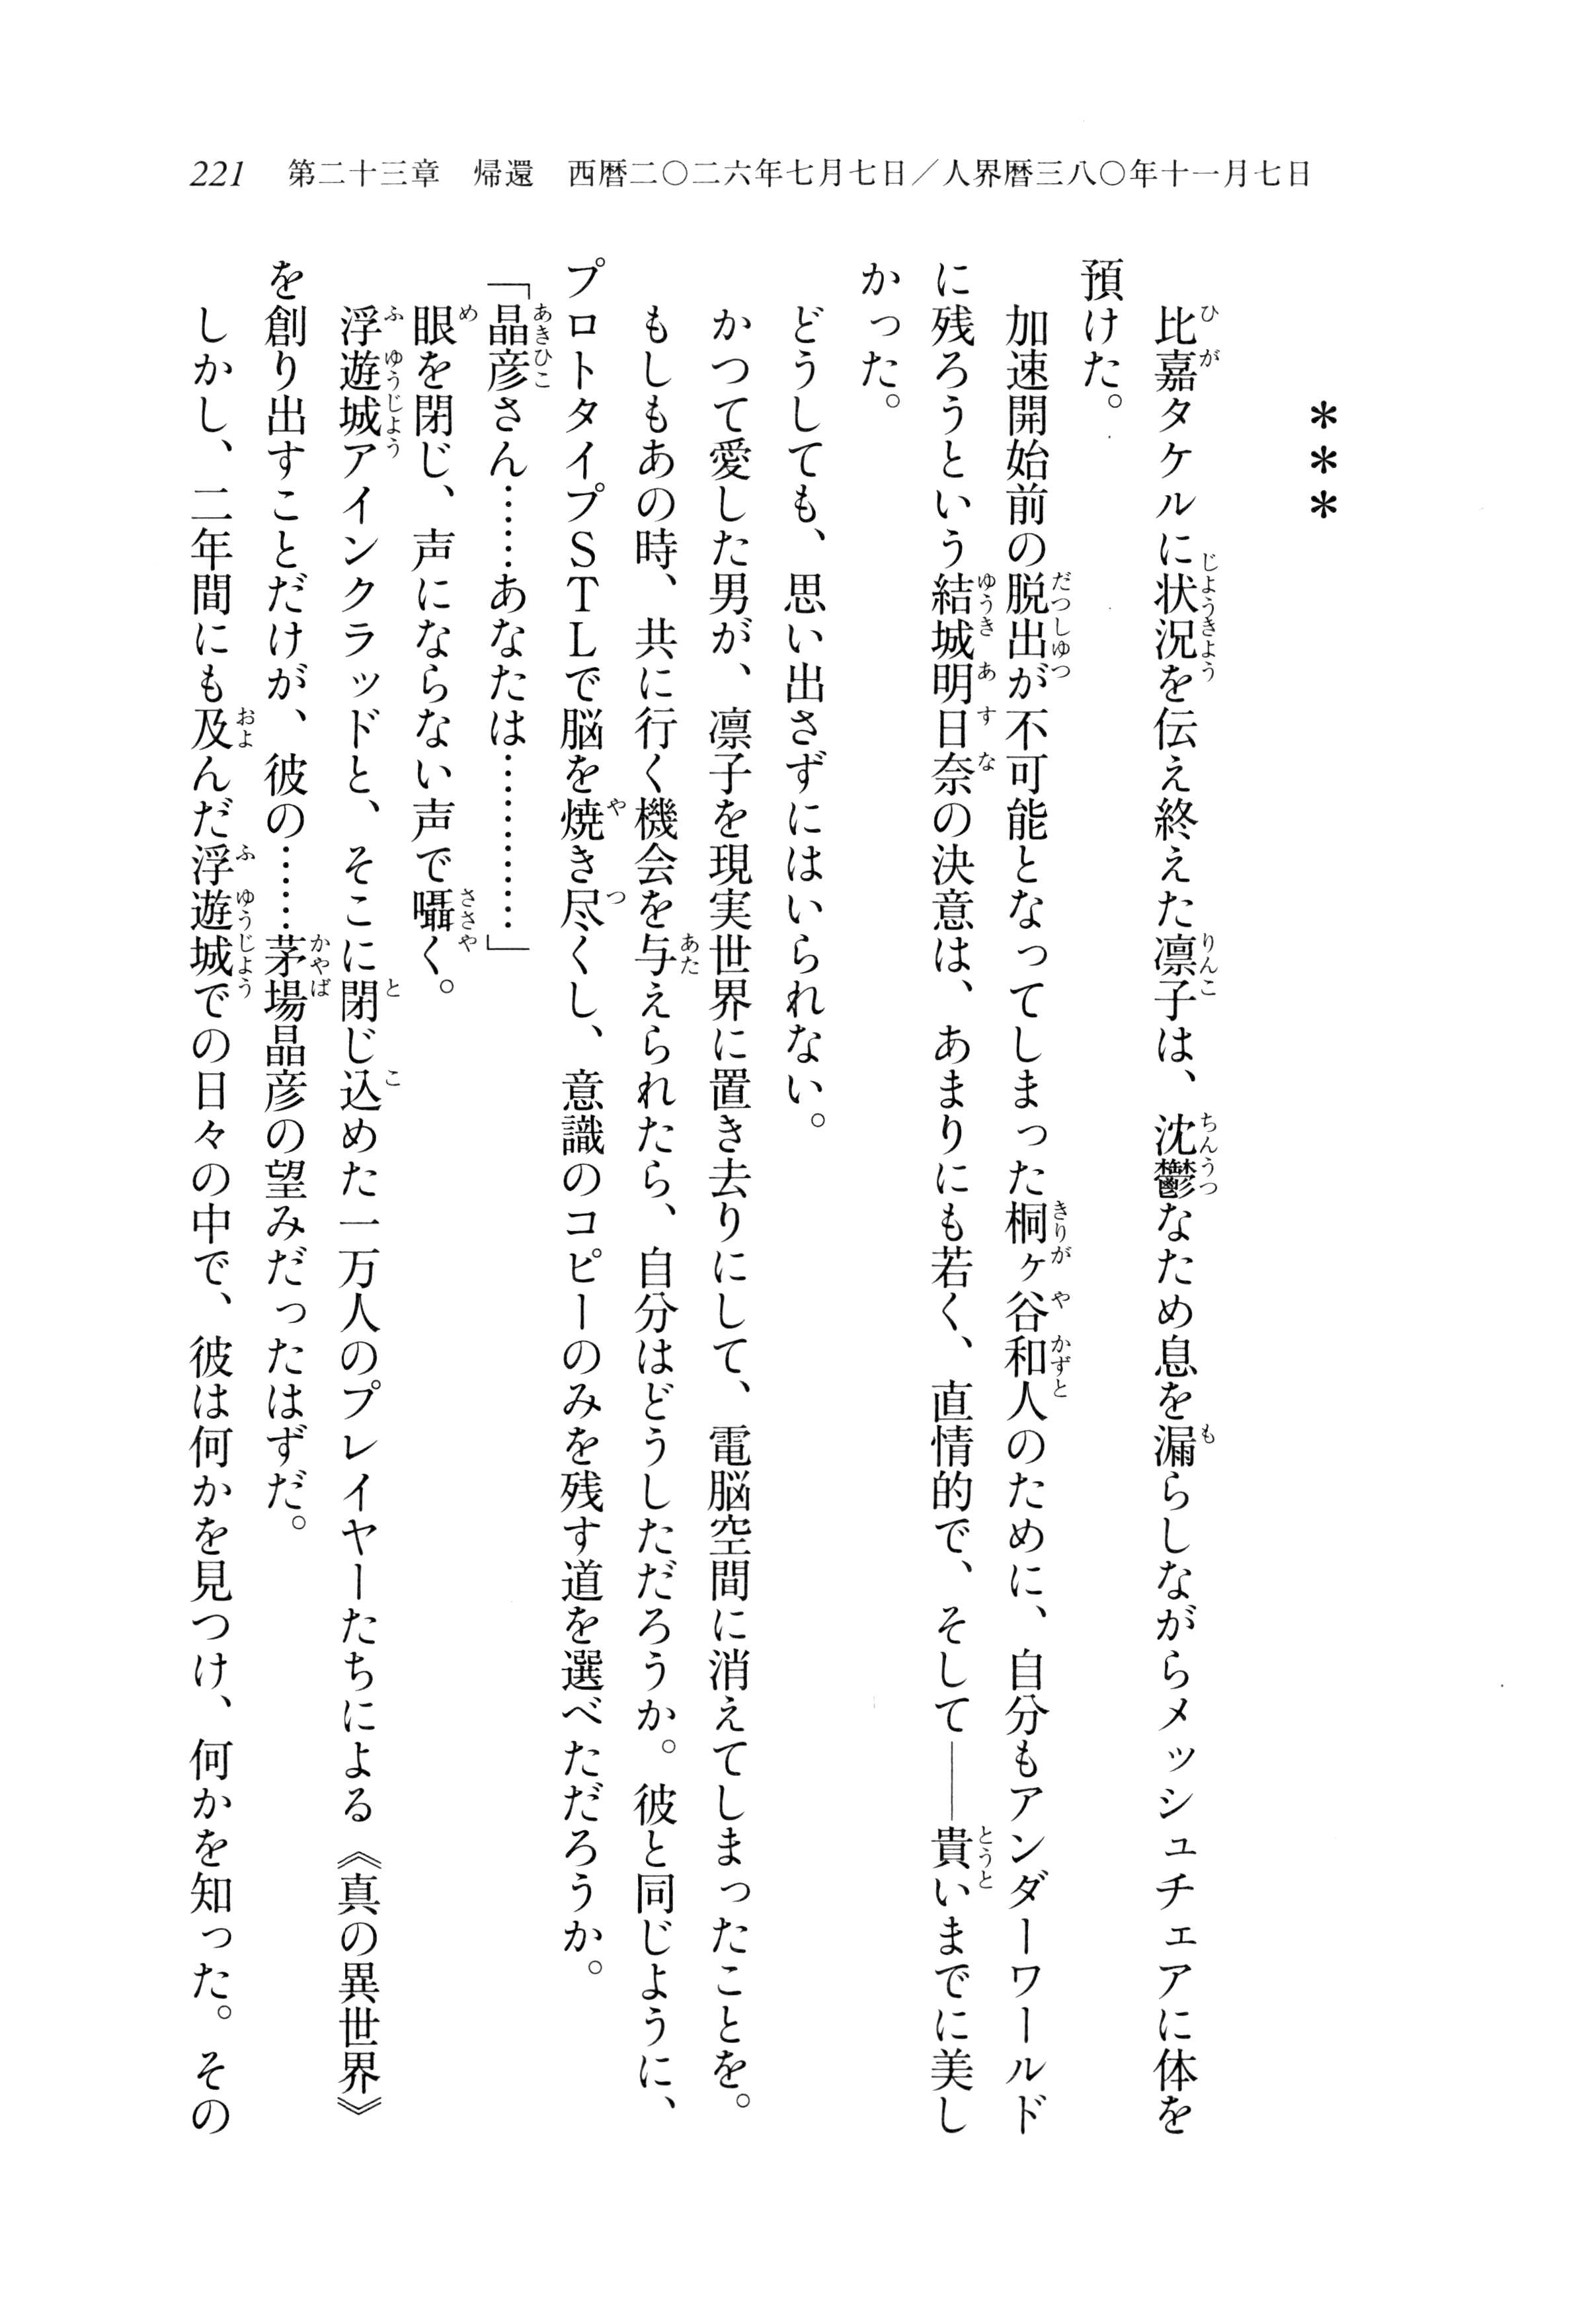 221 第二十三章 帰還 西暦二〇二六年七月七日／人界暦三八〇年十一月七日
＊＊＊
比嘉タケルに状況を伝え終えた凛子は、沈鬱なため息を漏らしながらメッシュチェアに体を
預けた。
加速開始前の脱出が不可能となってしまった桐ヶ谷和人のために、自分もアンダーワールド
に残ろうという結城明日奈の決意は、あまりにも若く、直情的で、そして――貴いまでに美し
かった。
どうしても、思い出さずにはいられない。
かつて愛した男が、凛子を現実世界に置き去りにして、電脳空間に消えてしまったことを。
もしもあの時、共に行く機会を与えられたら、自分はどうしただろうか。彼と同じように、
プロトタイプＳＴＬで脳を焼き尽くし、意識のコピーのみを残す道を選べただろうか。
「晶彦さん……あなたは…………」
眼を閉じ、声にならない声で囁く。
浮遊城アインクラッドと、そこに閉じ込めた一万人のプレイヤーたちによる《真の異世界》
を創り出すことだけが、彼の……茅場晶彦の望みだったはずだ。
しかし、二年間にも及んだ浮遊城での日々の中で、彼は何かを見つけ、何かを知った。その